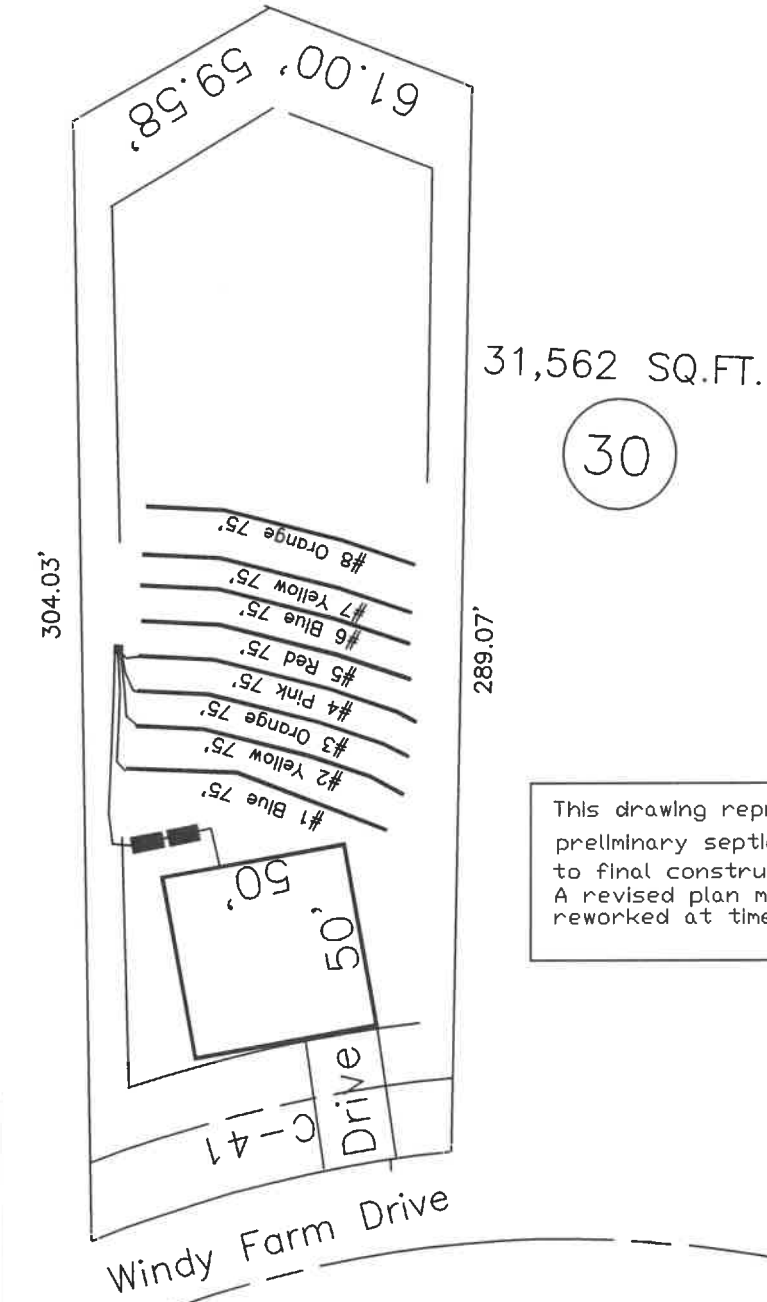 59.58'
61.00'
31,562 SQ.FT.
30
304.03'
289.07'
#8 Orange 75'
#7 Yellow 75'
#6 Blue 75'
#5 Red 75'
#4 Pink 75'
#3 Orange 75'
#2 Yellow 75'
#1 Blue 75'
This drawing
preliminary
to final
A revised plan
reworked at
50'
50'
Drive
C-41
Windy Farm Drive